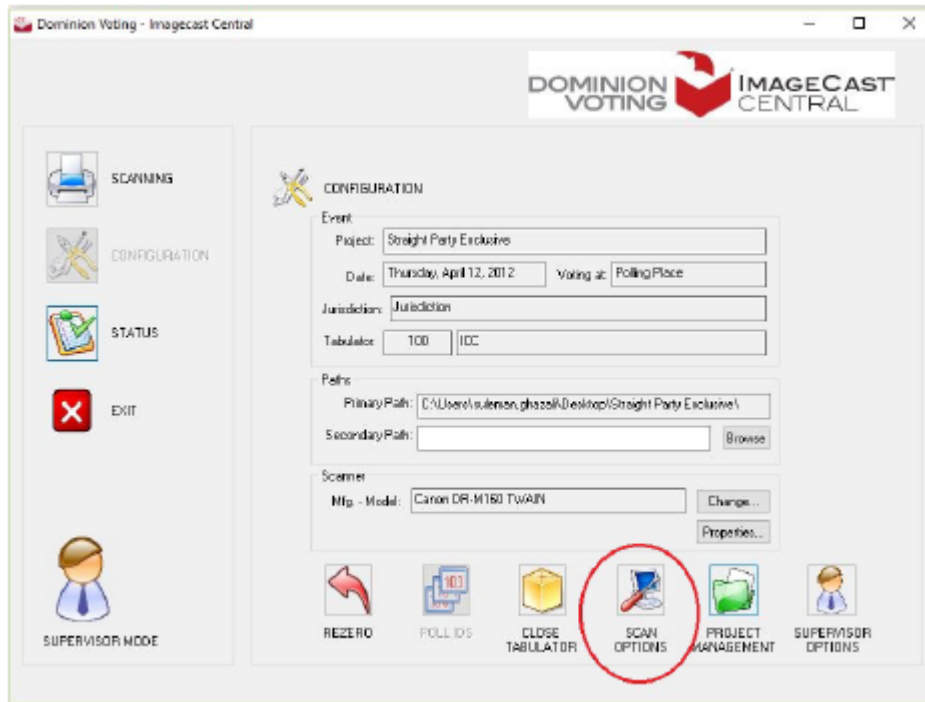 Dominion Voting - Imagecast Central
DOMINION VOTING
IMAGECAST CENTRAL
SCANNING
CONFIGURATION
STATUS
EXIT
SUPERVISOR MODE
CONFIGURATION
Event
Project: Straight Party Exclusive
Date: Thursday, April 12, 2012 Voting at: Polling Place
Jurisdiction: Jurisdiction
Tabulator: 100 ICC
Paths
Primary Path: C:\Users\suleman.ghazali\Desktop\Straight Party Exclusive\
Secondary Path: Browse
Scanner
Mfg. - Model: Canon DR-M160 TWAIN Change...
Properties...
REZERO
POLL IDS
103
CLOSE
TABULATOR
SCAN
OPTIONS
PROJECT
MANAGEMENT
SUPERVISOR
OPTIONS